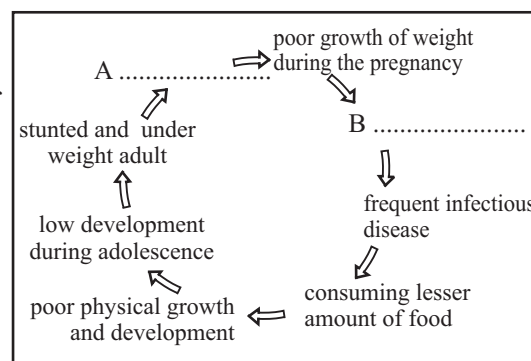 A ..........................
poor growth of weight
during the pregnancy
B ..........................
frequent infectious
disease
consuming lesser
amount of food
poor physical growth
and development
low development
during adolescence
stunted and under
weight adult